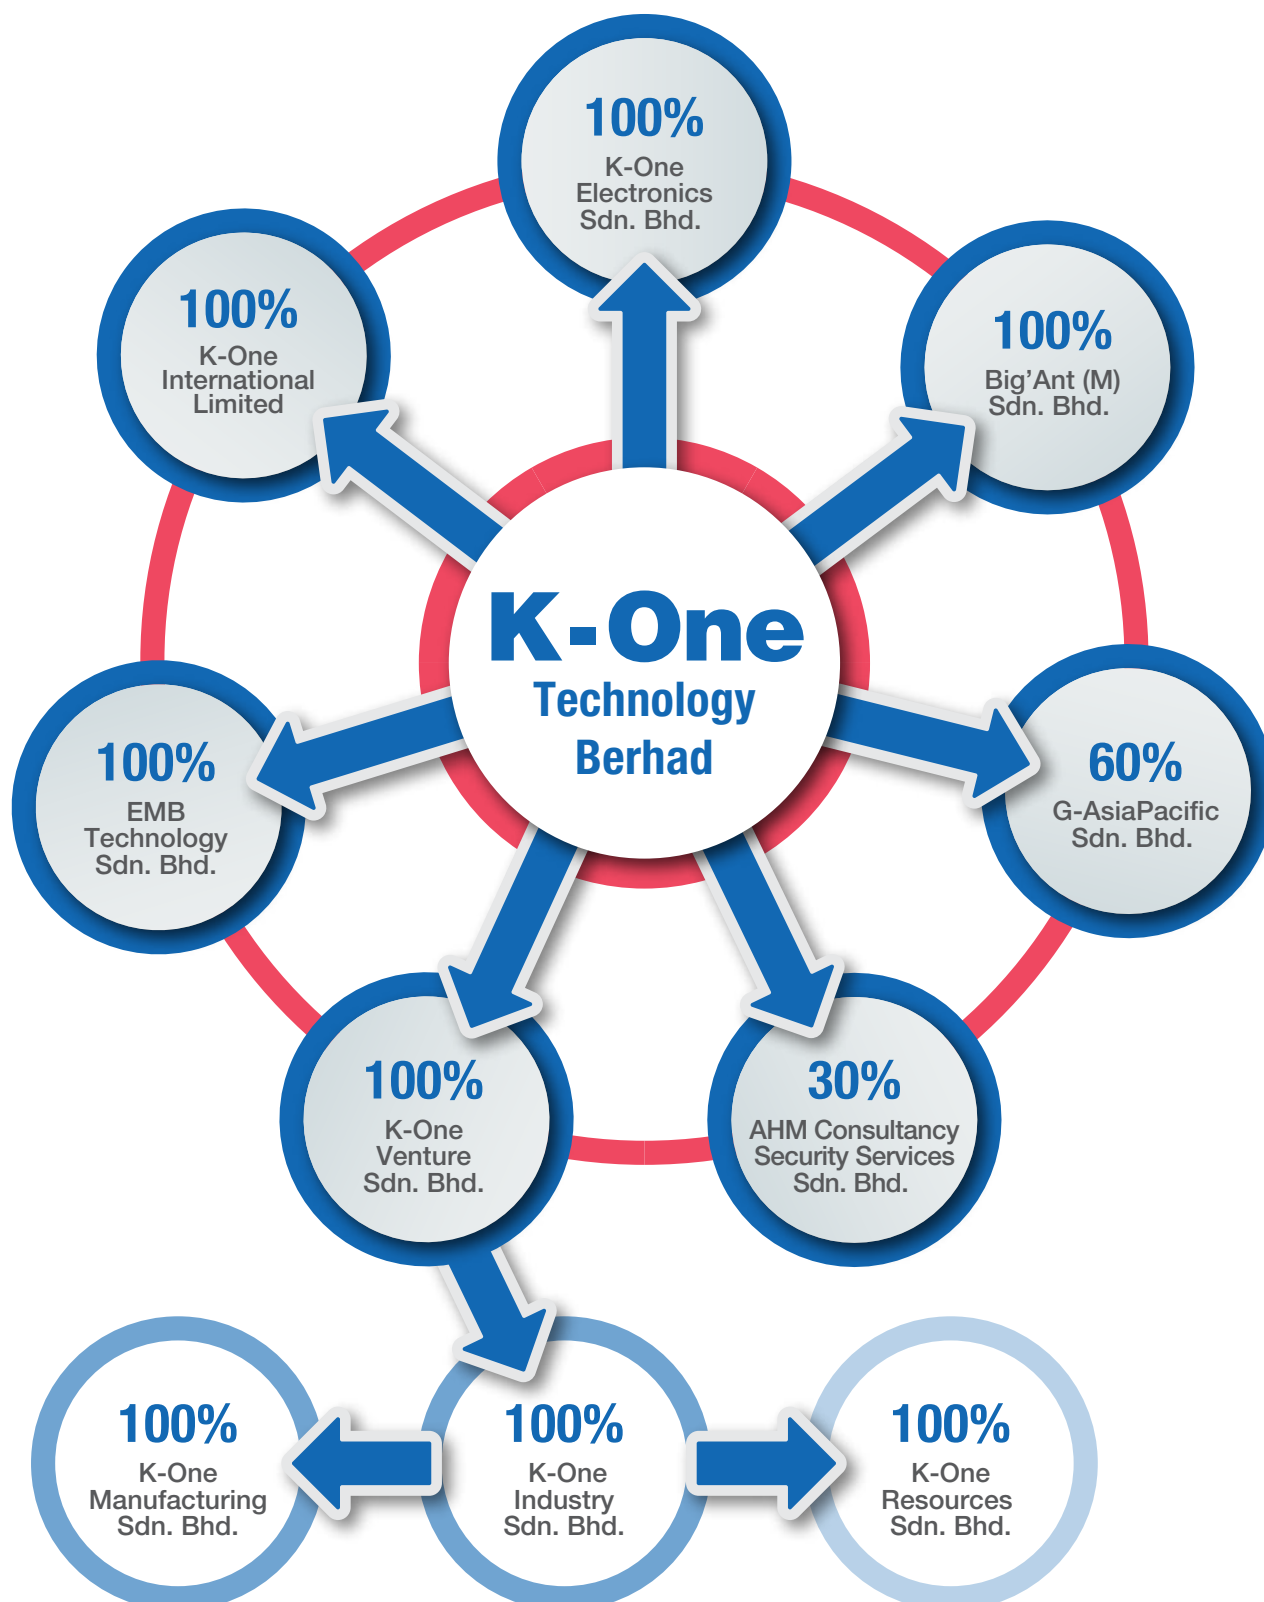 100%
K-One
Electronics
Sdn. Bhd.
100%
K-One
International
Limited
100%
Big'Ant (M)
Sdn. Bhd.
K-One
Technology
Berhad
100%
EMB
Technology
Sdn. Bhd.
60%
G-AsiaPacific
Sdn. Bhd.
100%
K-One
Venture
Sdn. Bhd.
30%
AHM Consultancy
Security Services
Sdn. Bhd.
100%
K-One
Manufacturing
Sdn. Bhd.
100%
K-One
Industry
Sdn. Bhd.
100%
K-One
Resources
Sdn. Bhd.